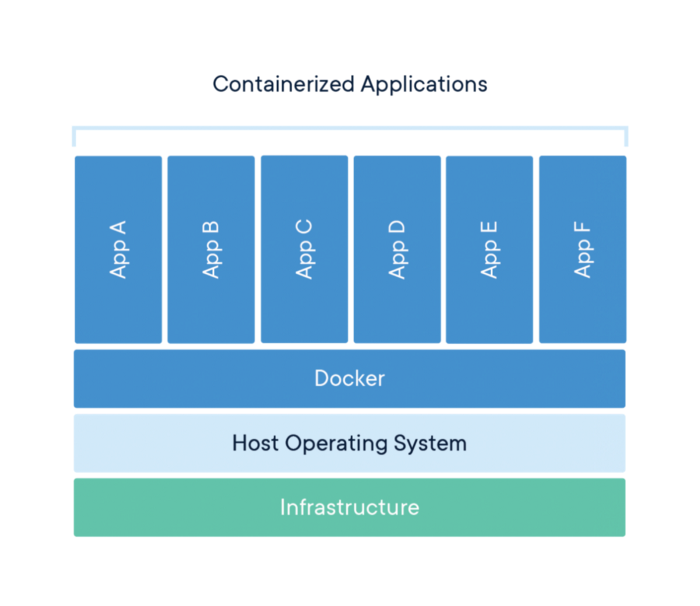 Containerized Applications
App A
App B
App C
App D
App E
App F
Docker
Host Operating System
Infrastructure